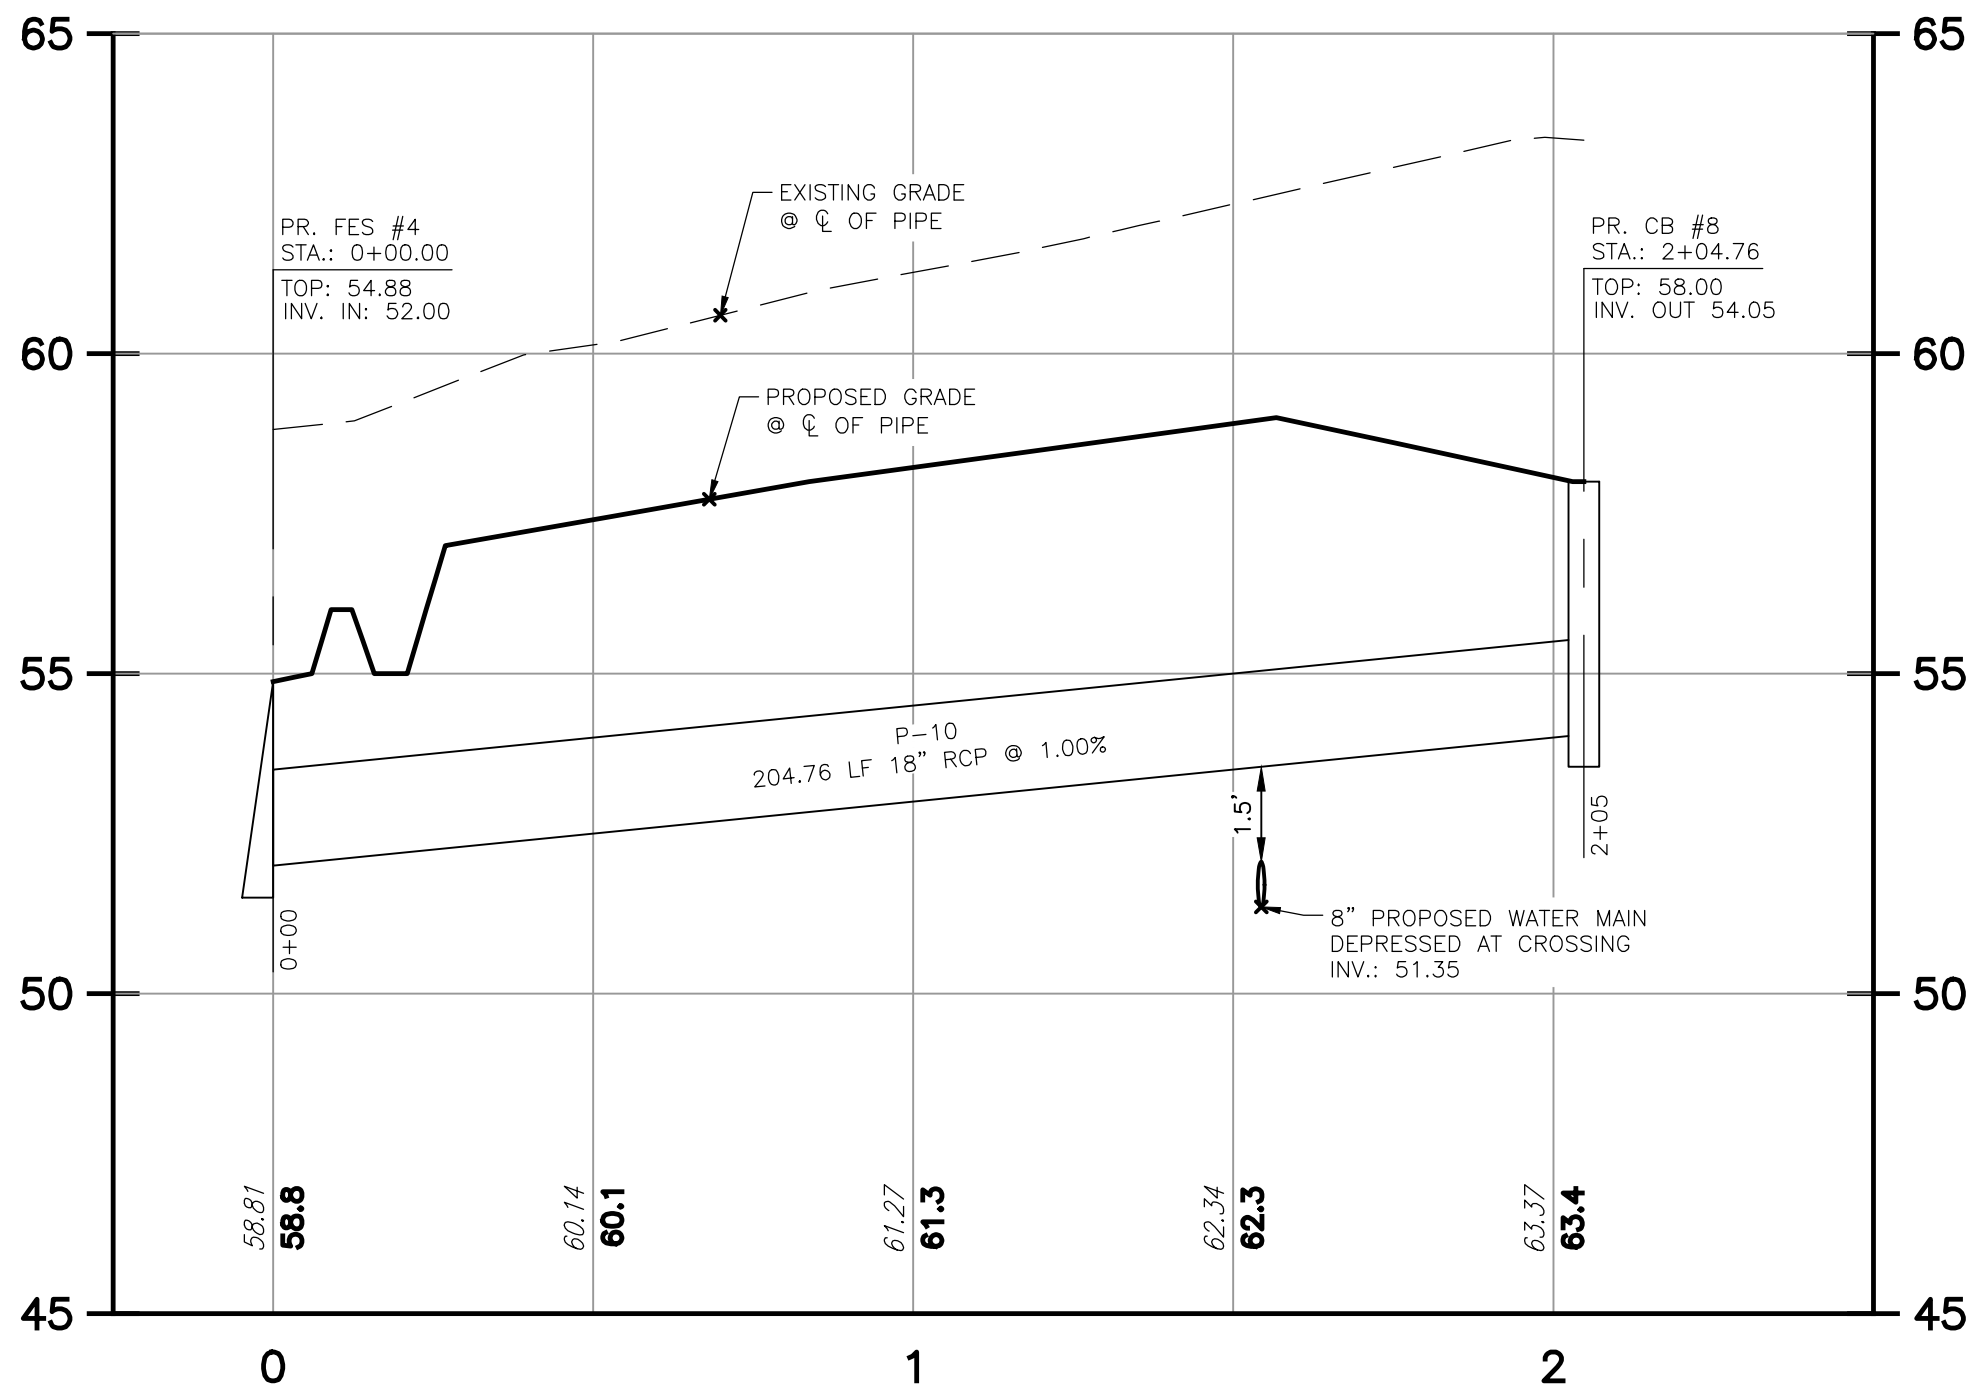 65
65
EXISTING GRADE
@ ℄ OF PIPE
PR. FES #4
STA.: 0+00.00
TOP: 54.88
INV. IN: 52.00
PR. CB #8
STA.: 2+04.76
TOP: 58.00
INV. OUT 54.05
60
60
PROPOSED GRADE
@ ℄ OF PIPE
55
55
P-10
204.76 LF 18" RCP @ 1.00%
1.5'
2+05
0+00
8" PROPOSED WATER MAIN
DEPRESSED AT CROSSING
INV.: 51.35
50
50
58.81
58.8
60.14
60.1
61.27
61.3
62.34
62.3
63.37
63.4
45
45
0
1
2